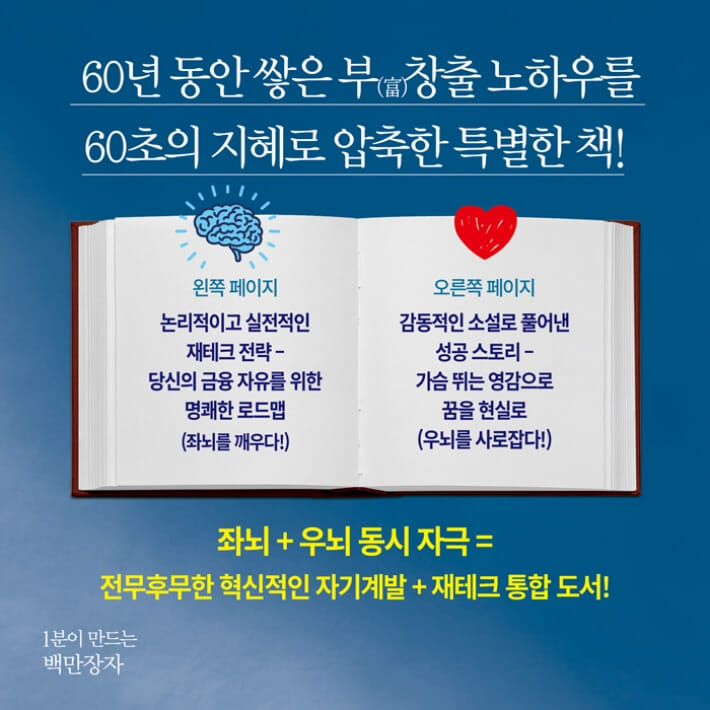 60년 동안 쌓은 부(富)창출 노하우를
60초의 지혜로 압축한 특별한 책!
왼쪽 페이지
논리적이고 실전적인
재테크 전략 –
당신의 금융 자유를 위한
명쾌한 로드맵
(좌뇌를 깨우다!)
오른쪽 페이지
감동적인 소설로 풀어낸
성공 스토리 –
가슴 뛰는 영감으로
꿈을 현실로
(우뇌를 사로잡다!)
좌뇌 + 우뇌 동시 자극 =
전무후무한 혁신적인 자기계발 + 재테크 통합 도서!
1분이 만드는
백만장자